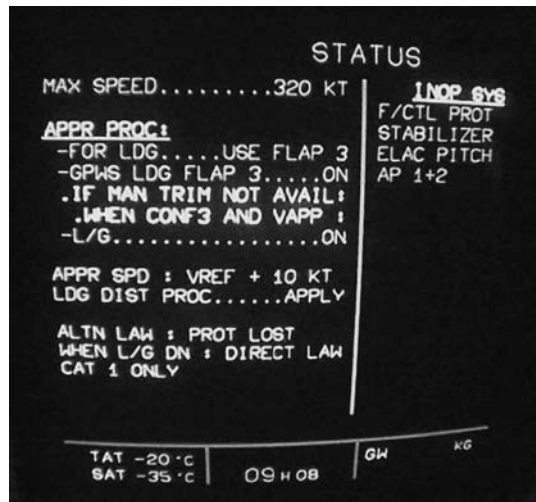 STATUS
MAX SPEED.........320 KT
APPR PROC:
-FOR LDG.....USE FLAP 3
-GPWS LDG FLAP 3.....ON
.IF MAN TRIM NOT AVAIL:
.WHEN CONF3 AND VAPP :
-L/G................ON
APPR SPD : VREF + 10 KT
LDG DIST PROC......APPLY
ALTN LAW : PROT LOST
WHEN L/G DN : DIRECT LAW
CAT 1 ONLY
INOP SYS
F/CTL PROT
STABILIZER
ELAC PITCH
AP 1+2
TAT -20 °C
SAT -35 °C
09 H 08
GW KG